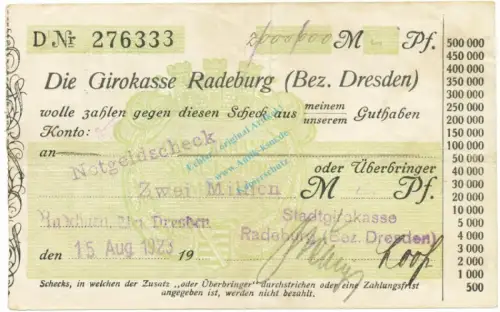 D Nr 276333
2000000 M Pf.
Die Girokasse Radeburg (Bez. Dresden)
wolle zahlen gegen diesen Scheck aus meinem unserem Guthaben
Konto:
an Notgeldscheck oder Überbringer
Zwei Million M Pf.
Radeburg, Bez. Dresden
Stadtgirokasse
Radeburg (Bez. Dresden)
den 15 Aug 1923 19
Schecks, in welchen der Zusatz „oder Überbringer" durchstrichen oder eine Zahlungsfrist
angegeben ist, werden nicht bezahlt.
500 000
450 000
400 000
350 000
300 000
250 000
200 000
150 000
100 000
50 000
40 000
30 000
20 000
10 000
5 000
4 000
3 000
2 000
1 000
500